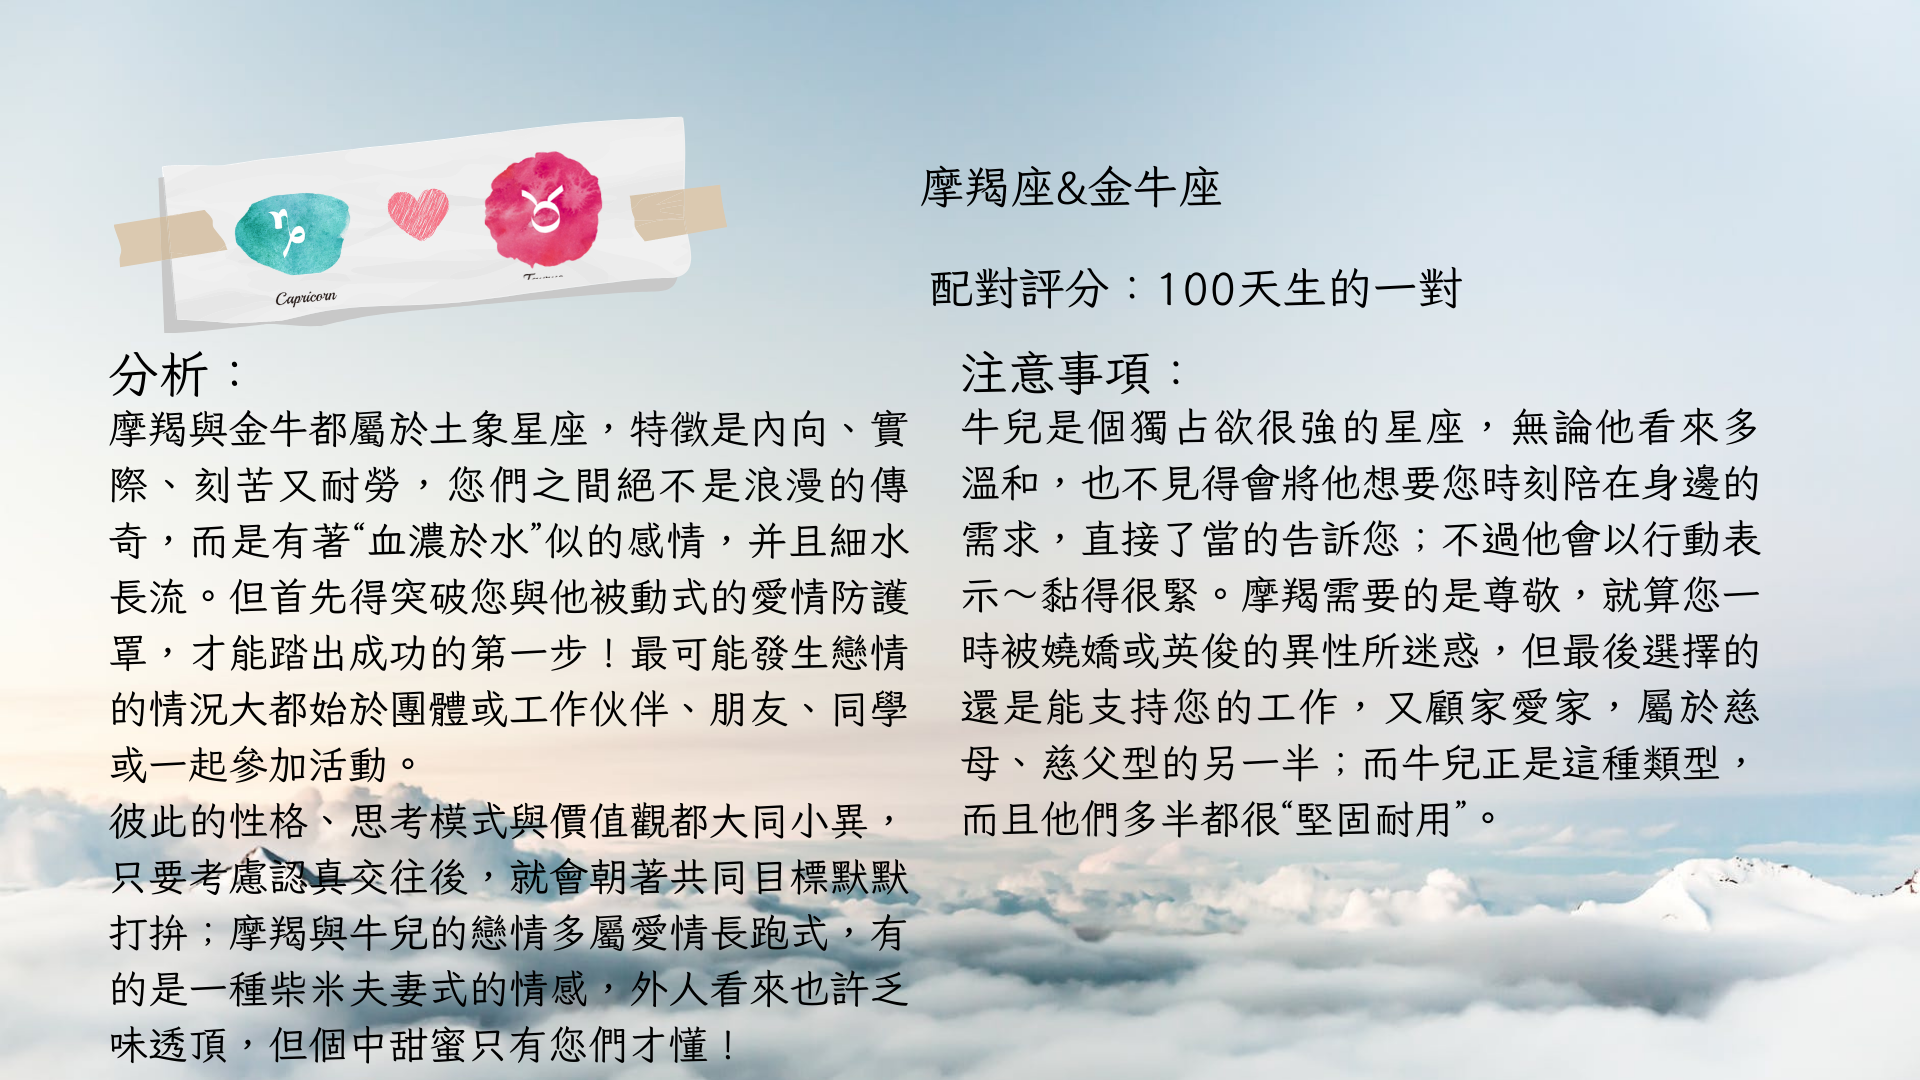 Capricorn
摩羯座&金牛座
配對評分：100天生的一對
分析：
摩羯與金牛都屬於土象星座，特徵是內向、實
際、刻苦又耐勞，您們之間絕不是浪漫的傳
奇，而是有著“血濃於水”似的感情，并且細水
長流。但首先得突破您與他被動式的愛情防護
罩，才能踏出成功的第一步！最可能發生戀情
的情況大都始於團體或工作伙伴、朋友、同學
或一起參加活動。
彼此的性格、思考模式與價值觀都大同小異，
只要考慮認真交往後，就會朝著共同目標默默
打拚；摩羯與牛兒的戀情多屬愛情長跑式，有
的是一種柴米夫妻式的情感，外人看來也許乏
味透頂，但個中甜蜜只有您們才懂！
注意事項：
牛兒是個獨占欲很強的星座，無論他看來多
溫和，也不見得會將他想要您時刻陪在身邊的
需求，直接了當的告訴您；不過他會以行動表
示～黏得很緊。摩羯需要的是尊敬，就算您一
時被嬈嬌或英俊的異性所迷惑，但最後選擇的
還是能支持您的工作，又顧家愛家，屬於慈
母、慈父型的另一半；而牛兒正是這種類型，
而且他們多半都很“堅固耐用”。